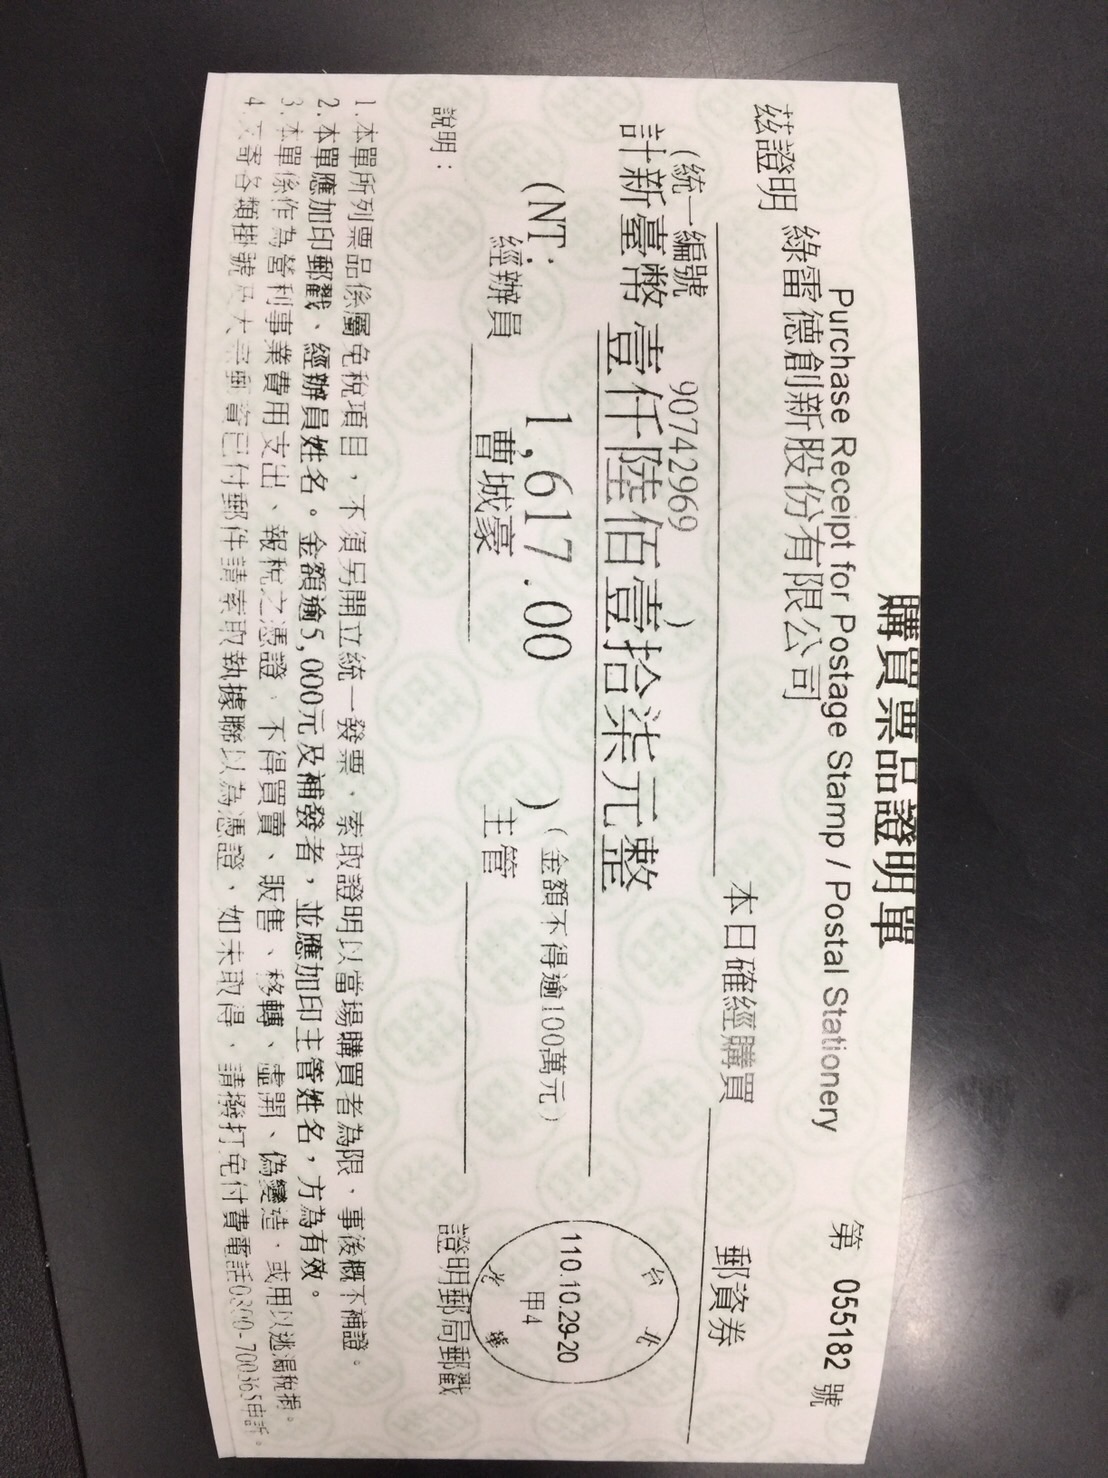 購買票品證明單
Purchase Receipt for Postage Stamp / Postal Stationery
第 055182 號
茲證明 綠雷德創新股份有限公司 本日確經購買 郵資券
(統一編號 90742969 )
計新臺幣 壹仟陸佰壹拾柒元整
(NT: 1,617.00 ) (金額不得逾100萬元)
經辦員 曹城豪 主管
台北
110.10.29-20
甲4
光華
證明郵局郵戳
說明：
1.本單所列票品係屬免稅項目，不須另開立統一發票，索取證明以當場購買者為限，事後概不補證。
2.本單應加印郵戳、經辦員姓名。金額逾5,000元及補發者，並應加印主管姓名，方為有效。
3.本單係作為營利事業費用支出、報稅之憑證，不得買賣、販售、移轉、虛開、偽變造，或用以逃漏稅捐。
4.交寄各類掛號及大宗郵資已付郵件請索取執據聯以為憑證，如未取得，請撥打免付費電話0800-700365申訴。